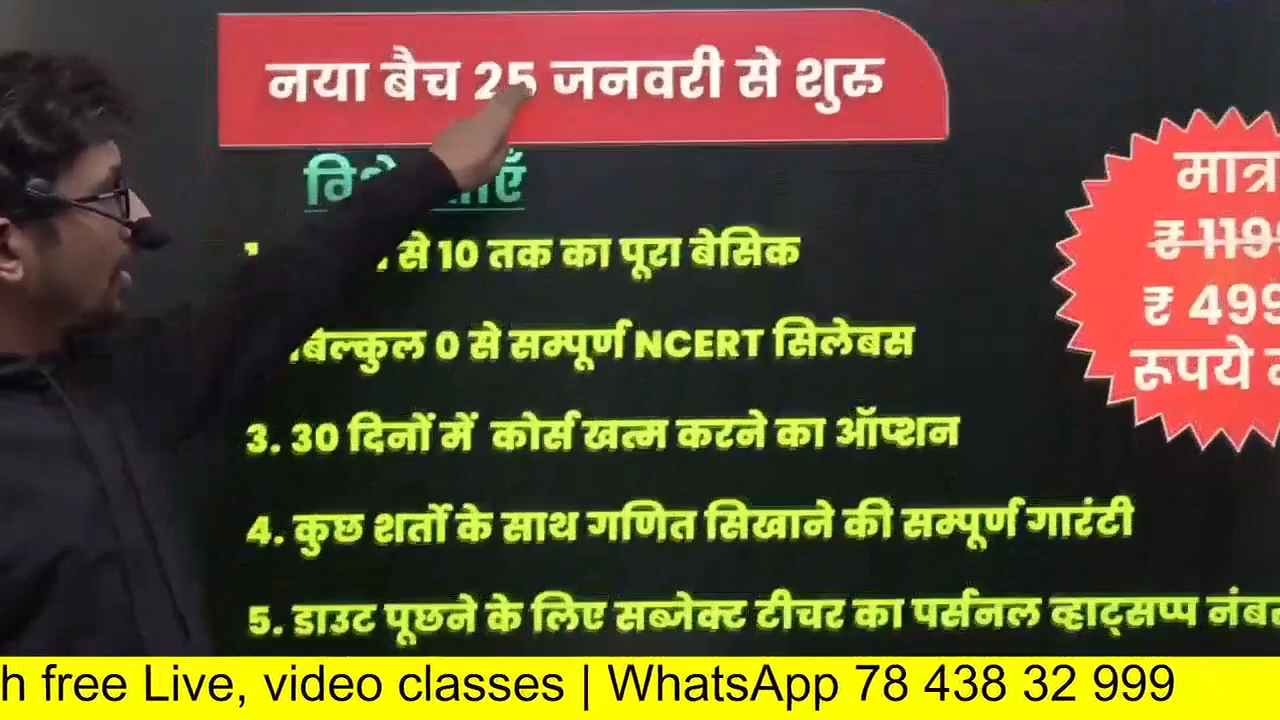 नया बैच 25 जनवरी से शुरु
से 10 तक का पूरा बेसिक
बिल्कुल 0 से सम्पूर्ण NCERT सिलेबस
3. 30 दिनों में कोर्स खत्म करने का ऑप्शन
4. कुछ शर्तो के साथ गणित सिखाने की सम्पूर्ण गारंटी
5. डाउट पूछने के लिए सब्जेक्ट टीचर का पर्सनल व्हाट्सप्प
मात्र
₹ 499
रूपये
free Live, video classes | WhatsApp 78 438 32 999